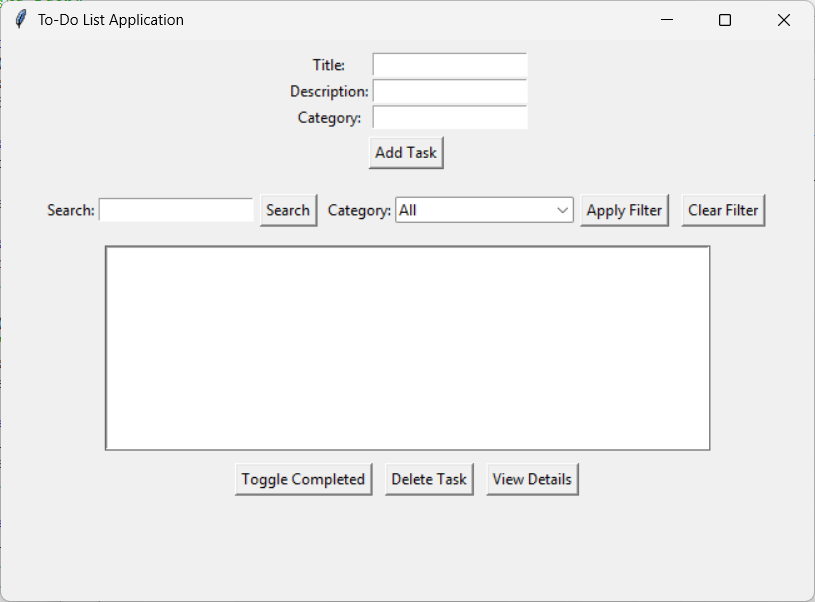 To-Do List Application
Title:
Description:
Category:
Add Task
Search: Search Category: All Apply Filter Clear Filter
Toggle Completed Delete Task View Details